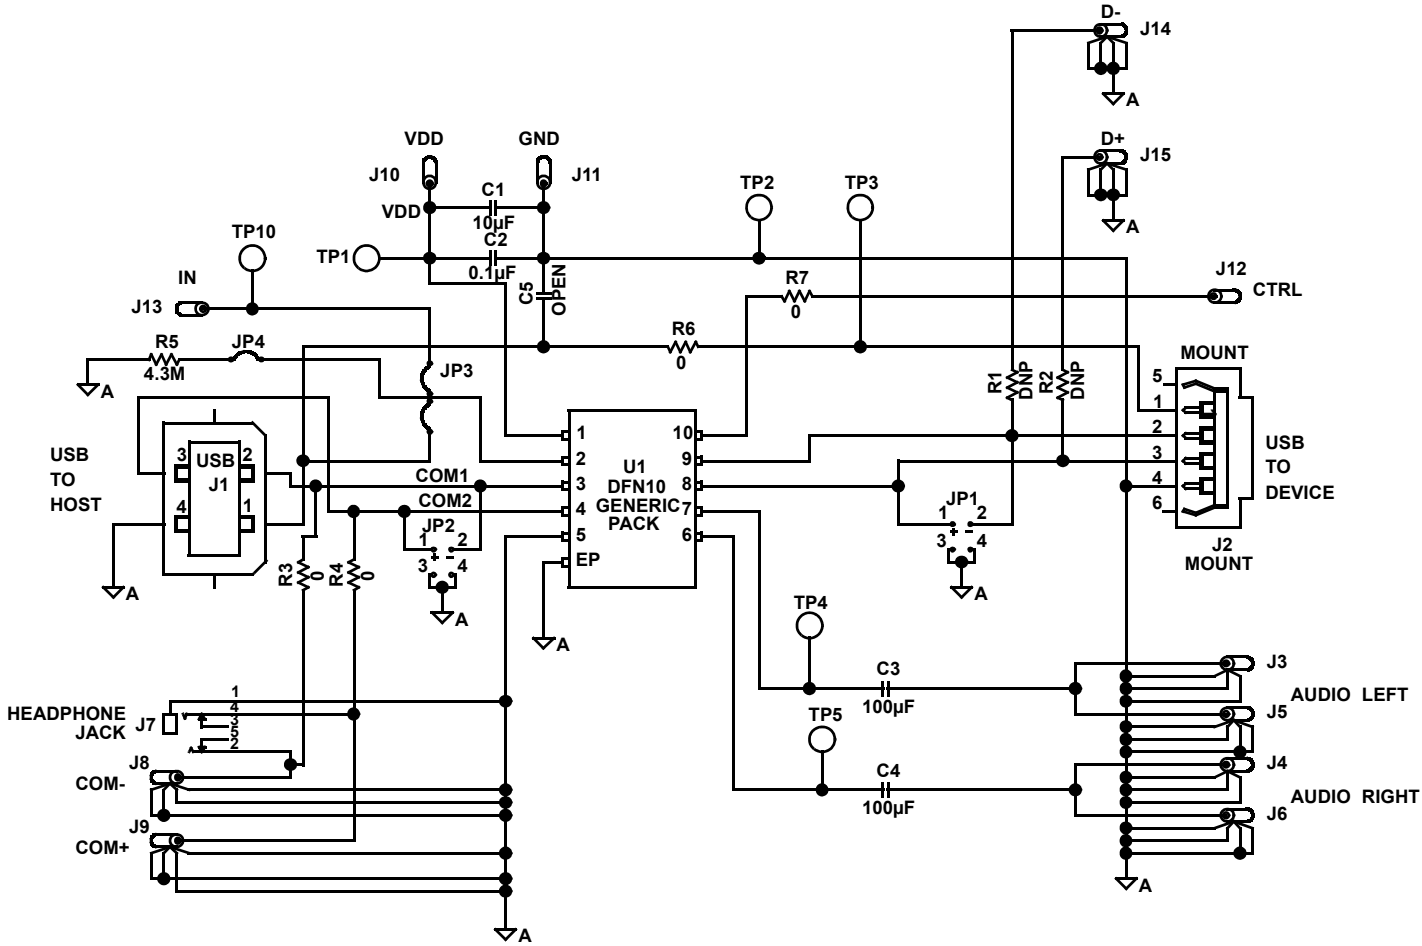 D-
J14
A
D+
J15
A
VDD
GND
J10
J11
C1
VDD
10µF
TP2
TP3
TP10
TP1
C2
0.1µF
C5
OPEN
IN
J13
R7
0
J12
CTRL
R5
4.3M
JP4
A
JP3
R6
0
R1
DNP
R2
DNP
MOUNT
5
1
2
3
4
6
USB
TO
DEVICE
J2
MOUNT
USB
TO
HOST
3
2
USB
J1
4
1
A
COM1
COM2
JP2
1
2
+
-
3
4
A
R3
0
R4
0
1
2
3
4
5
EP
U1
DFN10
GENERIC
PACK
10
9
8
7
6
A
JP1
1
2
+
-
3
4
A
TP4
C3
100µF
TP5
C4
100µF
J3
AUDIO LEFT
J5
J4
AUDIO RIGHT
J6
A
HEADPHONE
JACK
J7
1
4
3
5
2
J8
COM-
J9
COM+
A